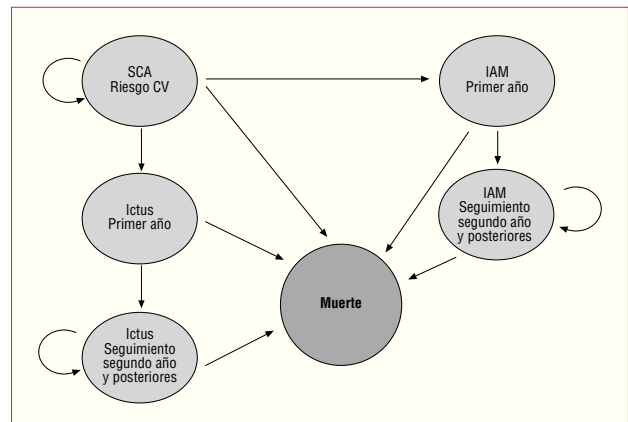 SCA
Riesgo CV
IAM
Primer año
Ictus
Primer año
IAM
Seguimiento
segundo año
y posteriores
Muerte
Ictus
Seguimiento
segundo año
y posteriores